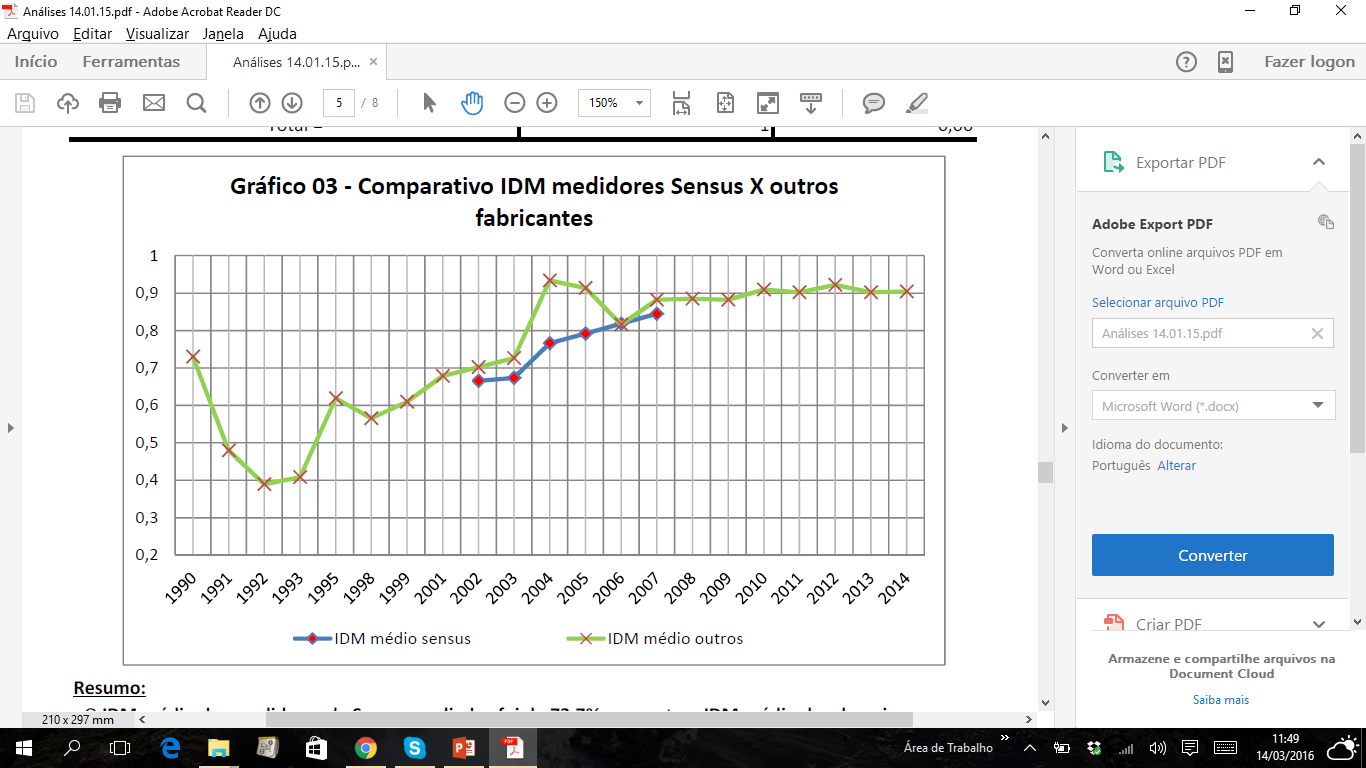 Análises 14.01.15.pdf - Adobe Acrobat Reader DC
Arquivo Editar Visualizar Janela Ajuda
Início Ferramentas Análises 14.01.15.p... × Fazer logon
5 / 8 150%
Total = 1 0,00
Gráfico 03 - Comparativo IDM medidores Sensus X outros
fabricantes
1
0,9
0,8
0,7
0,6
0,5
0,4
0,3
0,2
1990 1991 1992 1993 1995 1998 1999 2001 2002 2003 2004 2005 2006 2007 2008 2009 2010 2011 2012 2013 2014
IDM médio sensus IDM médio outros
Resumo:
210 x 297 mm
Exportar PDF
Adobe Export PDF
Converta online arquivos PDF em
Word ou Excel
Selecionar arquivo PDF
Análises 14.01.15.pdf
Converter em
Microsoft Word (*.docx)
Idioma do documento:
Português Alterar
Converter
Criar PDF
Armazene e compartilhe arquivos na
Document Cloud
Saiba mais
Área de Trabalho
11:49
14/03/2016